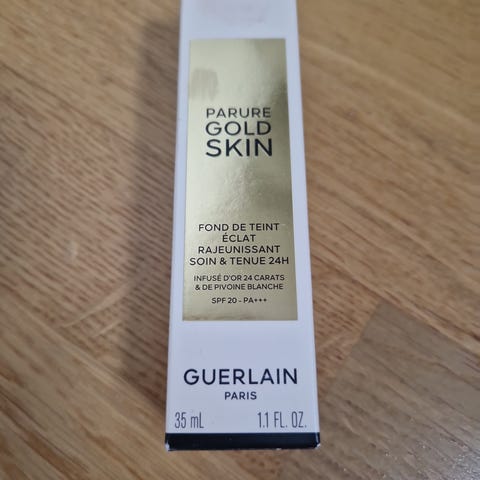 PARURE
GOLD
SKIN
FOND DE TEINT
ÉCLAT
RAJEUNISSANT
SOIN & TENUE 24H
INFUSÉ D'OR 24 CARATS
& DE PIVOINE BLANCHE
SPF 20 - PA+++
GUERLAIN
PARIS
35 mL 1.1 FL. OZ.